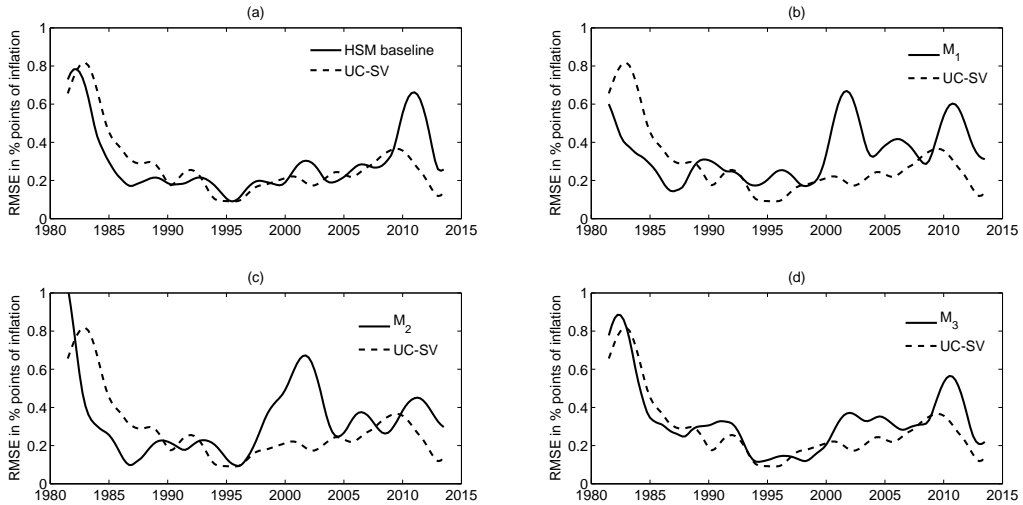 (a)
RMSE in % points of inflation
1
0.8
0.6
0.4
0.2
0
1980 1985 1990 1995 2000 2005 2010 2015
HSM baseline
UC-SV
(b)
RMSE in % points of inflation
1
0.8
0.6
0.4
0.2
0
1980 1985 1990 1995 2000 2005 2010 2015
M1
UC-SV
(c)
RMSE in % points of inflation
1
0.8
0.6
0.4
0.2
0
1980 1985 1990 1995 2000 2005 2010 2015
M2
UC-SV
(d)
RMSE in % points of inflation
1
0.8
0.6
0.4
0.2
0
1980 1985 1990 1995 2000 2005 2010 2015
M3
UC-SV